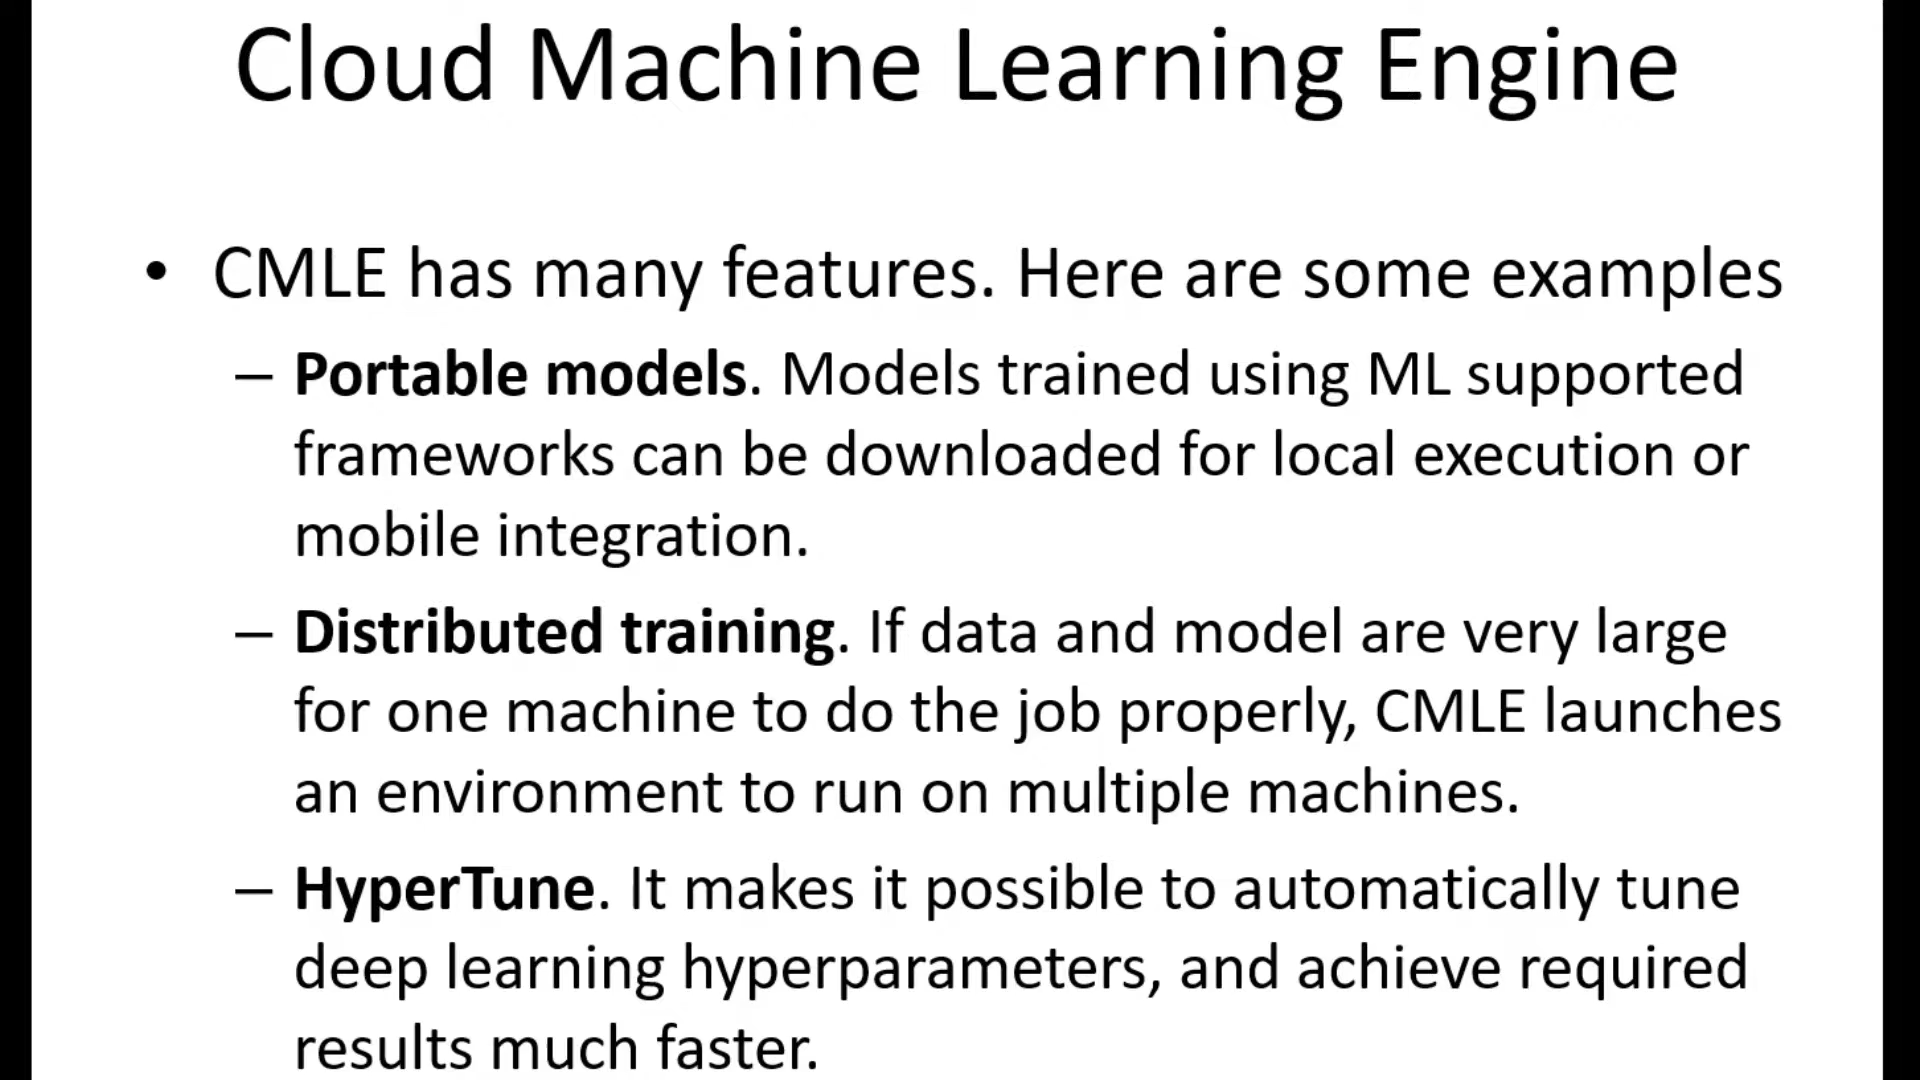 Cloud Machine Learning Engine
• CMLE has many features. Here are some examples
– Portable models. Models trained using ML supported
frameworks can be downloaded for local execution or
mobile integration.
– Distributed training. If data and model are very large
for one machine to do the job properly, CMLE launches
an environment to run on multiple machines.
– HyperTune. It makes it possible to automatically tune
deep learning hyperparameters, and achieve required
results much faster.